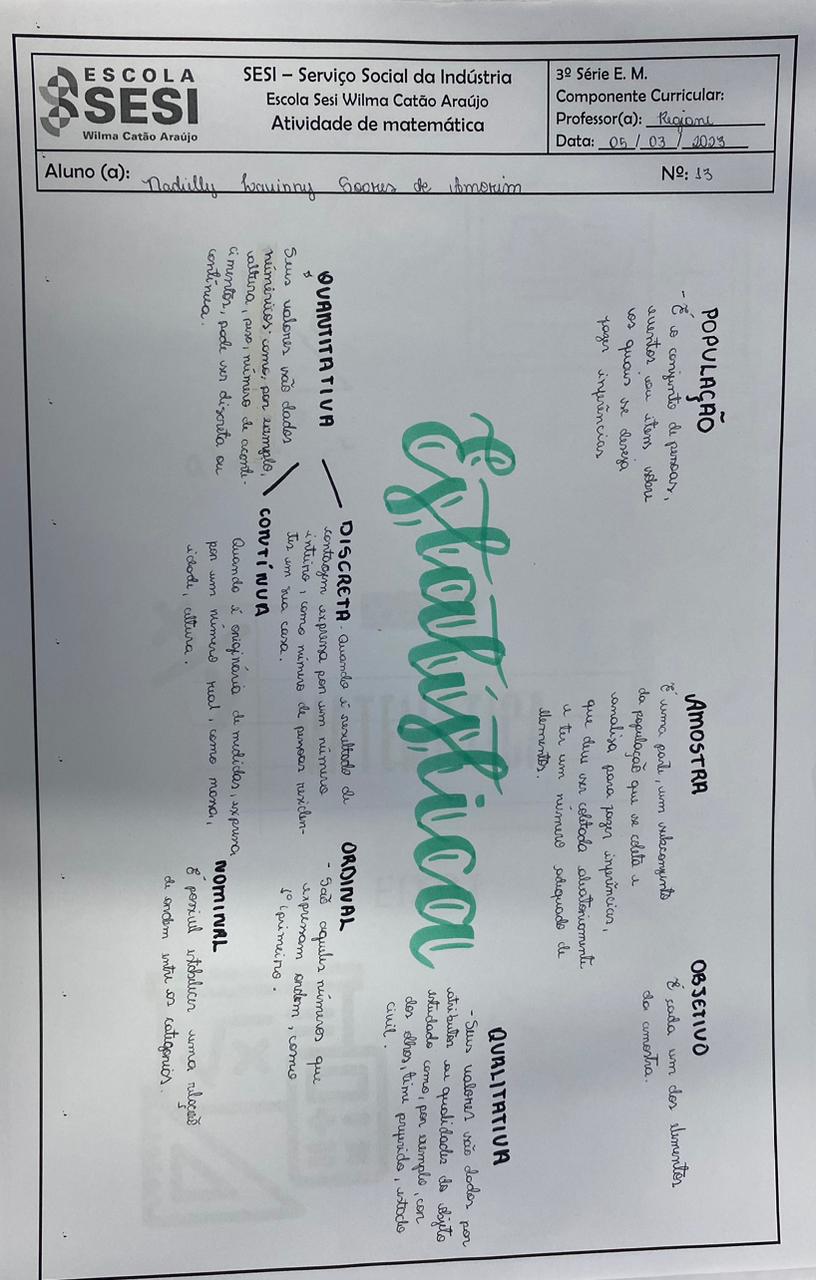 ESCOLA
SESI
Wilma Catão Araújo
SESI – Serviço Social da Indústria
Escola Sesi Wilma Catão Araújo
Atividade de matemática
3º Série E. M.
Componente Curricular:
Professor(a): Regiane
Data: 05 / 03 / 2023
Aluno (a): Nadielly Soares de Amorim
Nº: 13
POPULAÇÃO
- É o conjunto de pessoas,
eventos ou itens sobre
os quais se deseja
fazer inferências
AMOSTRA
É uma parte, um subconjunto
da população que se coleta e
analisa para fazer inferências,
que deve ser coletada aleatoriamente
e ter um número adequado de
elementos.
OBJETIVO
É cada um dos elementos
da amostra.
Estatística
QUANTITATIVA
Seus valores são dados
numéricos: como, por exemplo,
altura, peso, número de aconte-
cimentos, pode ser discreta ou
contínua.
DISCRETA - Quando é resultado de
contagem expressa por um número
inteiro, como número de pessoas residen-
tes em sua casa.
CONTÍNUA
Quando é originária de medidas, expressa
por um número real, como massa,
idade, altura.
QUALITATIVA
- Seus valores são dados por
atributos ou qualidades do objeto
estudado como, por exemplo, cor
dos olhos, time preferido, estado
civil.
ORDINAL
- São aqueles números que
expressam ordem, como
1º (primeiro.
NOMINAL
É possível estabelecer uma relação
de ordem entre as categorias.